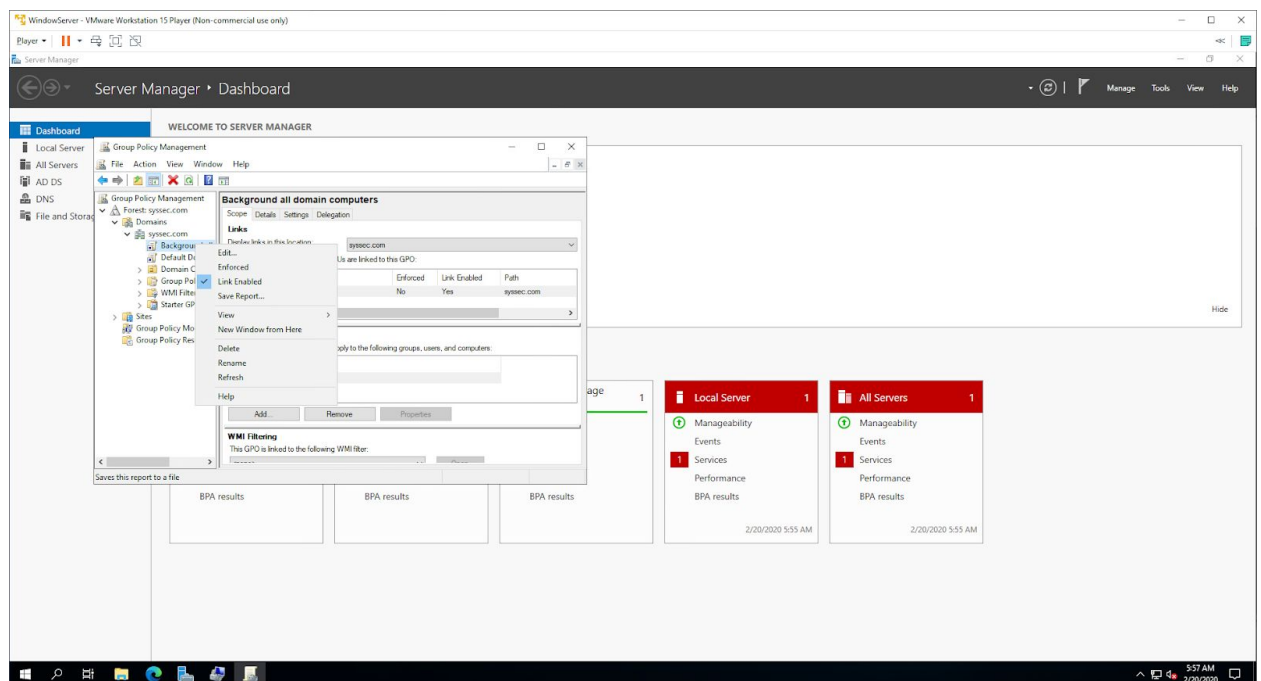 WindowServer - VMware Workstation 15 Player (Non-commercial use only)
Player
Server Manager
Server Manager • Dashboard
Manage Tools View Help
Dashboard
Local Server
All Servers
AD DS
DNS
File and Storag
WELCOME TO SERVER MANAGER
Group Policy Management
File Action View Window Help
Group Policy Management
Forest: syssec.com
Domains
syssec.com
Backgroun
Default Do
Domain C
Group Pol
WMI Filte
Starter GP
Sites
Group Policy Mo
Group Policy Res
Background all domain computers
Scope Details Settings Delegation
Links
Display links in this location:
syssec.com
Us are linked to this GPO:
Enforced Link Enabled Path
No Yes syssec.com
pply to the following groups, users, and computers:
Add... Remove Properties
WMI Filtering
This GPO is linked to the following WMI filter:
Edit...
Enforced
Link Enabled
Save Report...
View
New Window from Here
Delete
Rename
Refresh
Help
Saves this report to a file
Hide
BPA results
BPA results
age 1
BPA results
Local Server 1
Manageability
Events
1 Services
Performance
BPA results
2/20/2020 5:55 AM
All Servers 1
Manageability
Events
1 Services
Performance
BPA results
2/20/2020 5:55 AM
5:57 AM
2/20/2020